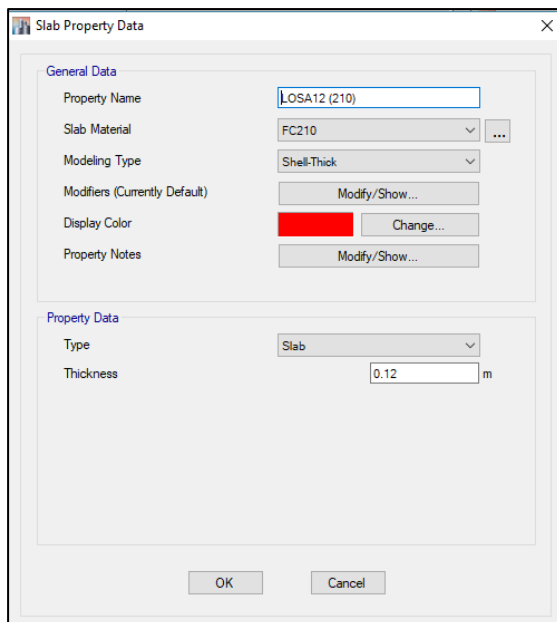 Slab Property Data
General Data
Property Name LOSA12 (210)
Slab Material FC210 ...
Modeling Type Shell-Thick
Modifiers (Currently Default) Modify/Show...
Display Color Change...
Property Notes Modify/Show...
Property Data
Type Slab
Thickness 0.12 m
OK Cancel